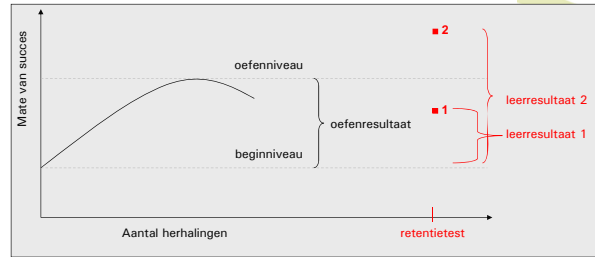 Mate van succes
2
oefenniveau
leerresultaat 2
1
oefenresultaat
leerresultaat 1
beginniveau
Aantal herhalingen
retentietest